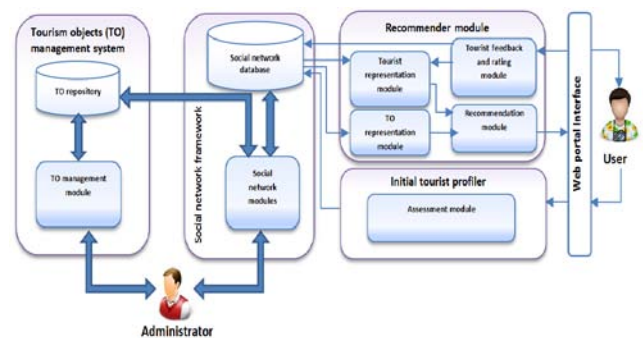 Tourism objects (TO)
management system
TO repository
TO management
module
Social network framework
Social network
database
Social
network
modules
Recommender module
Tourist
representation
module
Tourist feedback
and rating
module
TO
representation
module
Recommendation
module
Initial tourist profiler
Assessment module
Web portal interface
User
Administrator